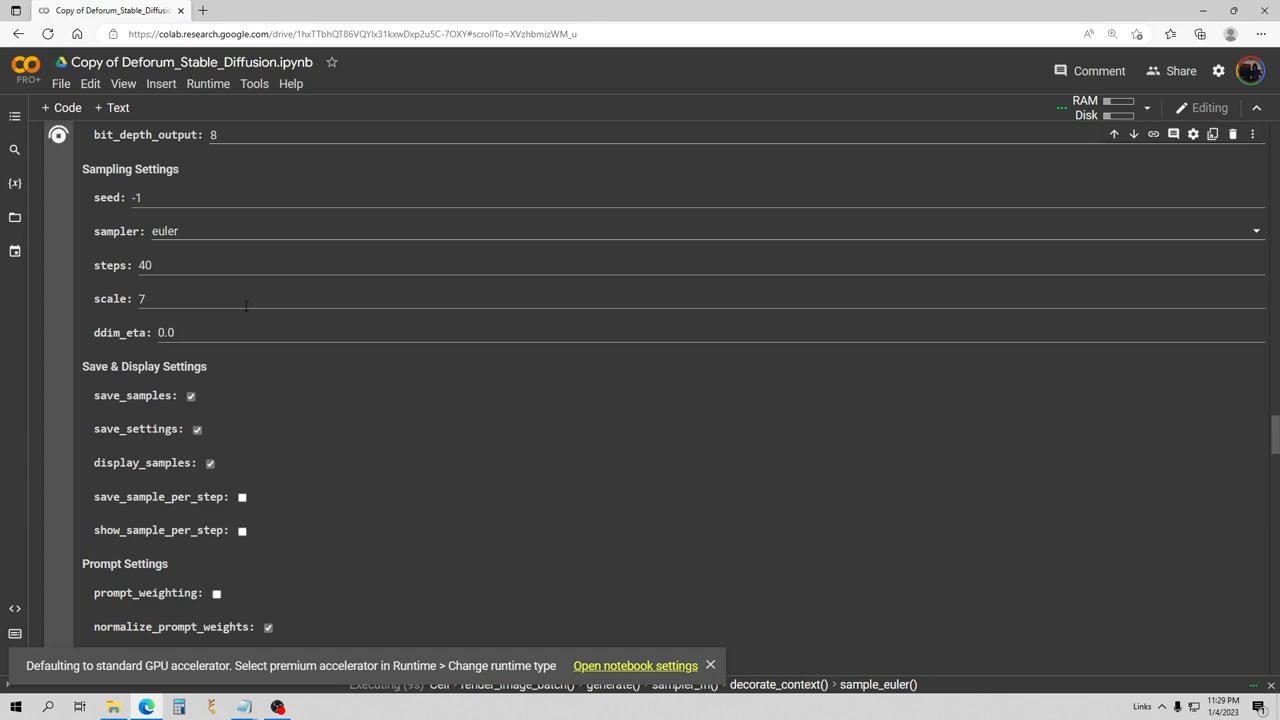 Copy of Deforum_Stable_Diffusion
https://colab.research.google.com/drive/1hxTTbhQT86VQYlx31kxwDxp2u5C-7OXY#scrollTo=XVzhbmizWM_u
Copy of Deforum_Stable_Diffusion.ipynb
PRO+
File Edit View Insert Runtime Tools Help
Comment
Share
+ Code + Text
RAM
Disk
Editing
bit_depth_output: 8
Sampling Settings
seed: -1
sampler: euler
steps: 40
scale: 7
ddim_eta: 0.0
Save & Display Settings
save_samples:
save_settings:
display_samples:
save_sample_per_step:
show_sample_per_step:
Prompt Settings
prompt_weighting:
normalize_prompt_weights:
Defaulting to standard GPU accelerator. Select premium accelerator in Runtime > Change runtime type Open notebook settings
Executing (9s) Cell render_image_batch() generate() sampler_fn() decorate_context() sample_euler()
Links
11:29 PM
1/4/2023